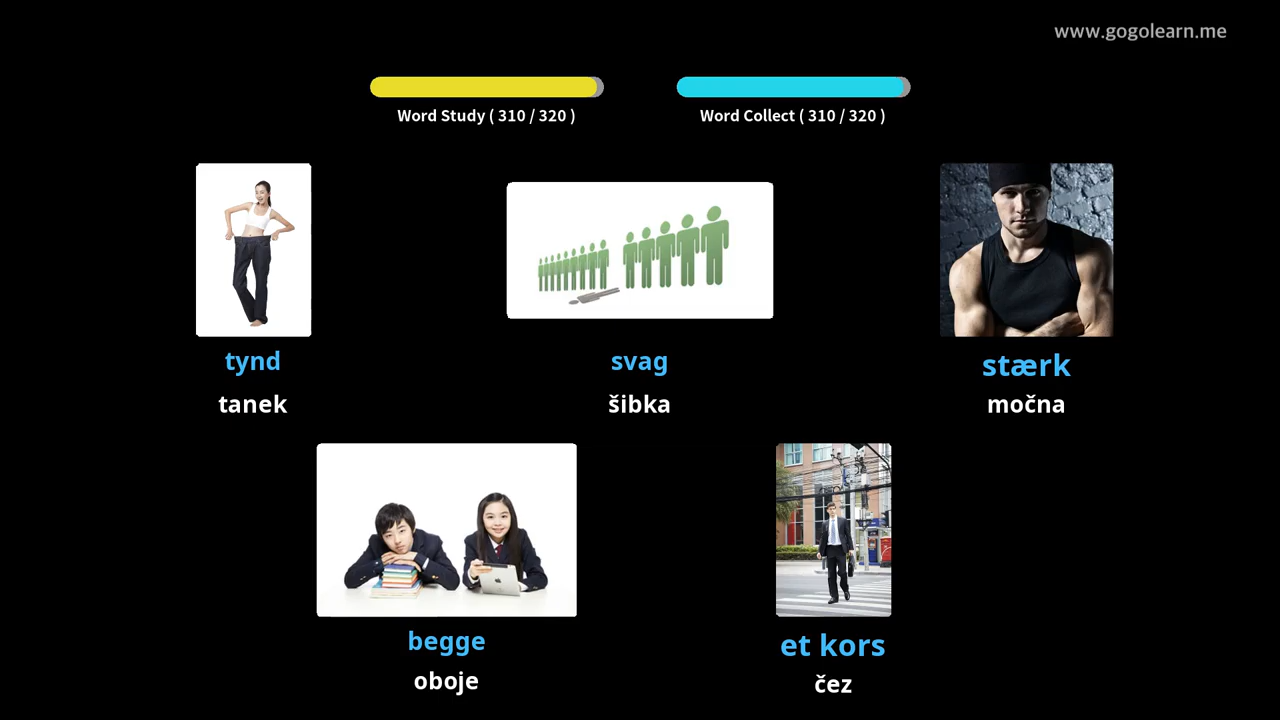 www.gogolearn.me
Word Study ( 310 / 320 )
Word Collect ( 310 / 320 )
tynd
tanek
svag
šibka
stærk
močna
begge
oboje
et kors
čez